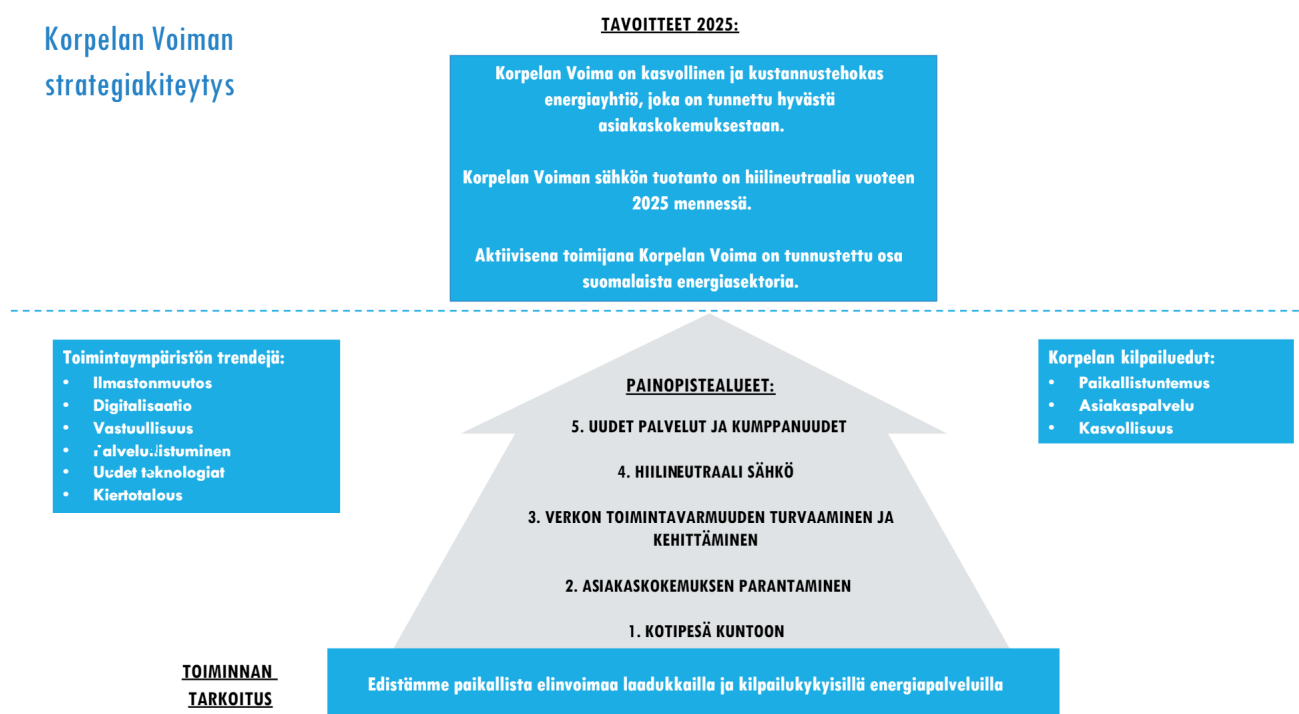 Korpelan Voiman
strategiakiteytys
TAVOITTEET 2025:
Korpelan Voima on kasvollinen ja kustannustehokas
energiayhtiö, joka on tunnettu hyvästä
asiakaskokemuksestaan.
Korpelan Voiman sähkön tuotanto on hiilineutraalia vuoteen
2025 mennessä.
Aktiivisena toimijana Korpelan Voima on tunnustettu osa
suomalaista energiasektoria.
Toimintaympäristön trendejä:
• Ilmastonmuutos
• Digitalisaatio
• Vastuullisuus
• Palvelullistuminen
• Uudet teknologiat
• Kiertotalous
PAINOPISTEALUEET:
5. UUDET PALVELUT JA KUMPPANUUDET
4. HIILINEUTRAALI SÄHKÖ
3. VERKON TOIMINTAVARMUUDEN TURVAAMINEN JA
KEHITTÄMINEN
2. ASIAKASKOKEMUKSEN PARANTAMINEN
1. KOTIPESÄ KUNTOON
Korpelan kilpailuedut:
• Paikallistuntemus
• Asiakaspalvelu
• Kasvollisuus
TOIMINNAN
TARKOITUS
Edistämme paikallista elinvoimaa laadukkailla ja kilpailukykyisillä energiapalveluilla